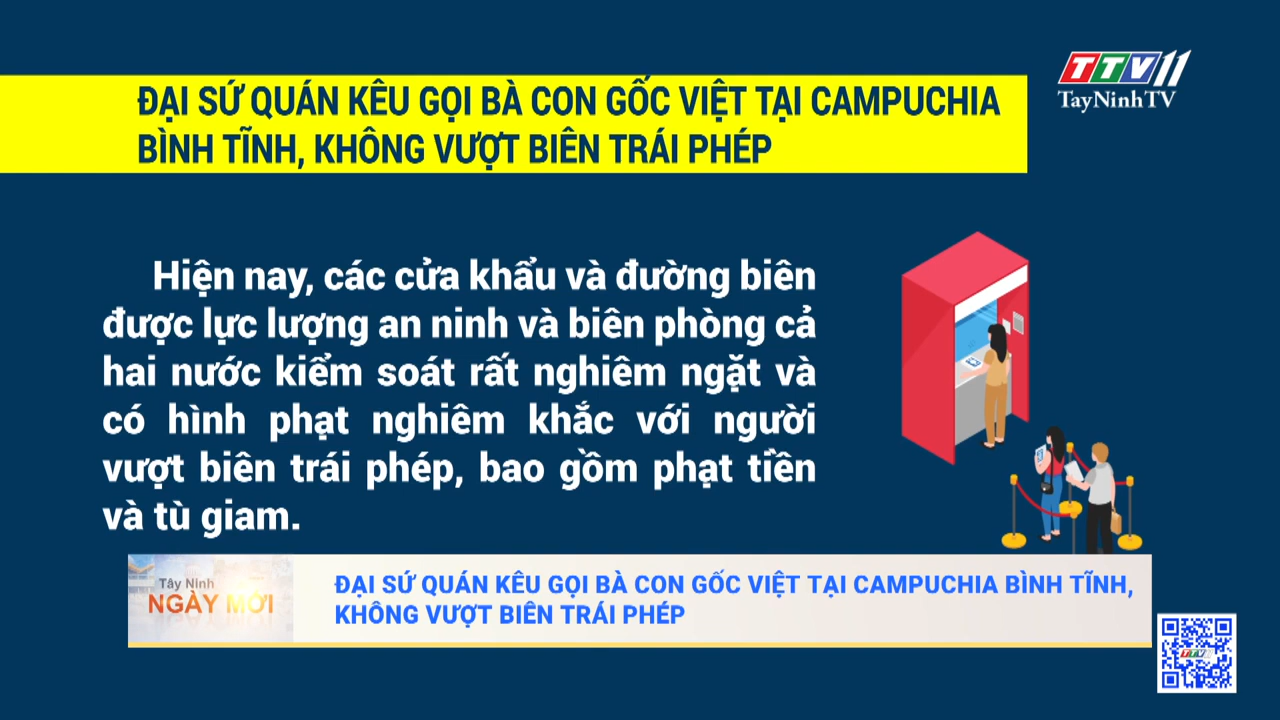 TTV11
TayNinhTV
ĐẠI SỨ QUÁN KÊU GỌI BÀ CON GỐC VIỆT TẠI CAMPUCHIA
BÌNH TĨNH, KHÔNG VƯỢT BIÊN TRÁI PHÉP
Hiện nay, các cửa khẩu và đường biên
được lực lượng an ninh và biên phòng cả
hai nước kiểm soát rất nghiêm ngặt và
có hình phạt nghiêm khắc với người
vượt biên trái phép, bao gồm phạt tiền
và tù giam.
Tây Ninh
NGÀY MỚI
ĐẠI SỨ QUÁN KÊU GỌI BÀ CON GỐC VIỆT TẠI CAMPUCHIA BÌNH TĨNH,
KHÔNG VƯỢT BIÊN TRÁI PHÉP
TTV11